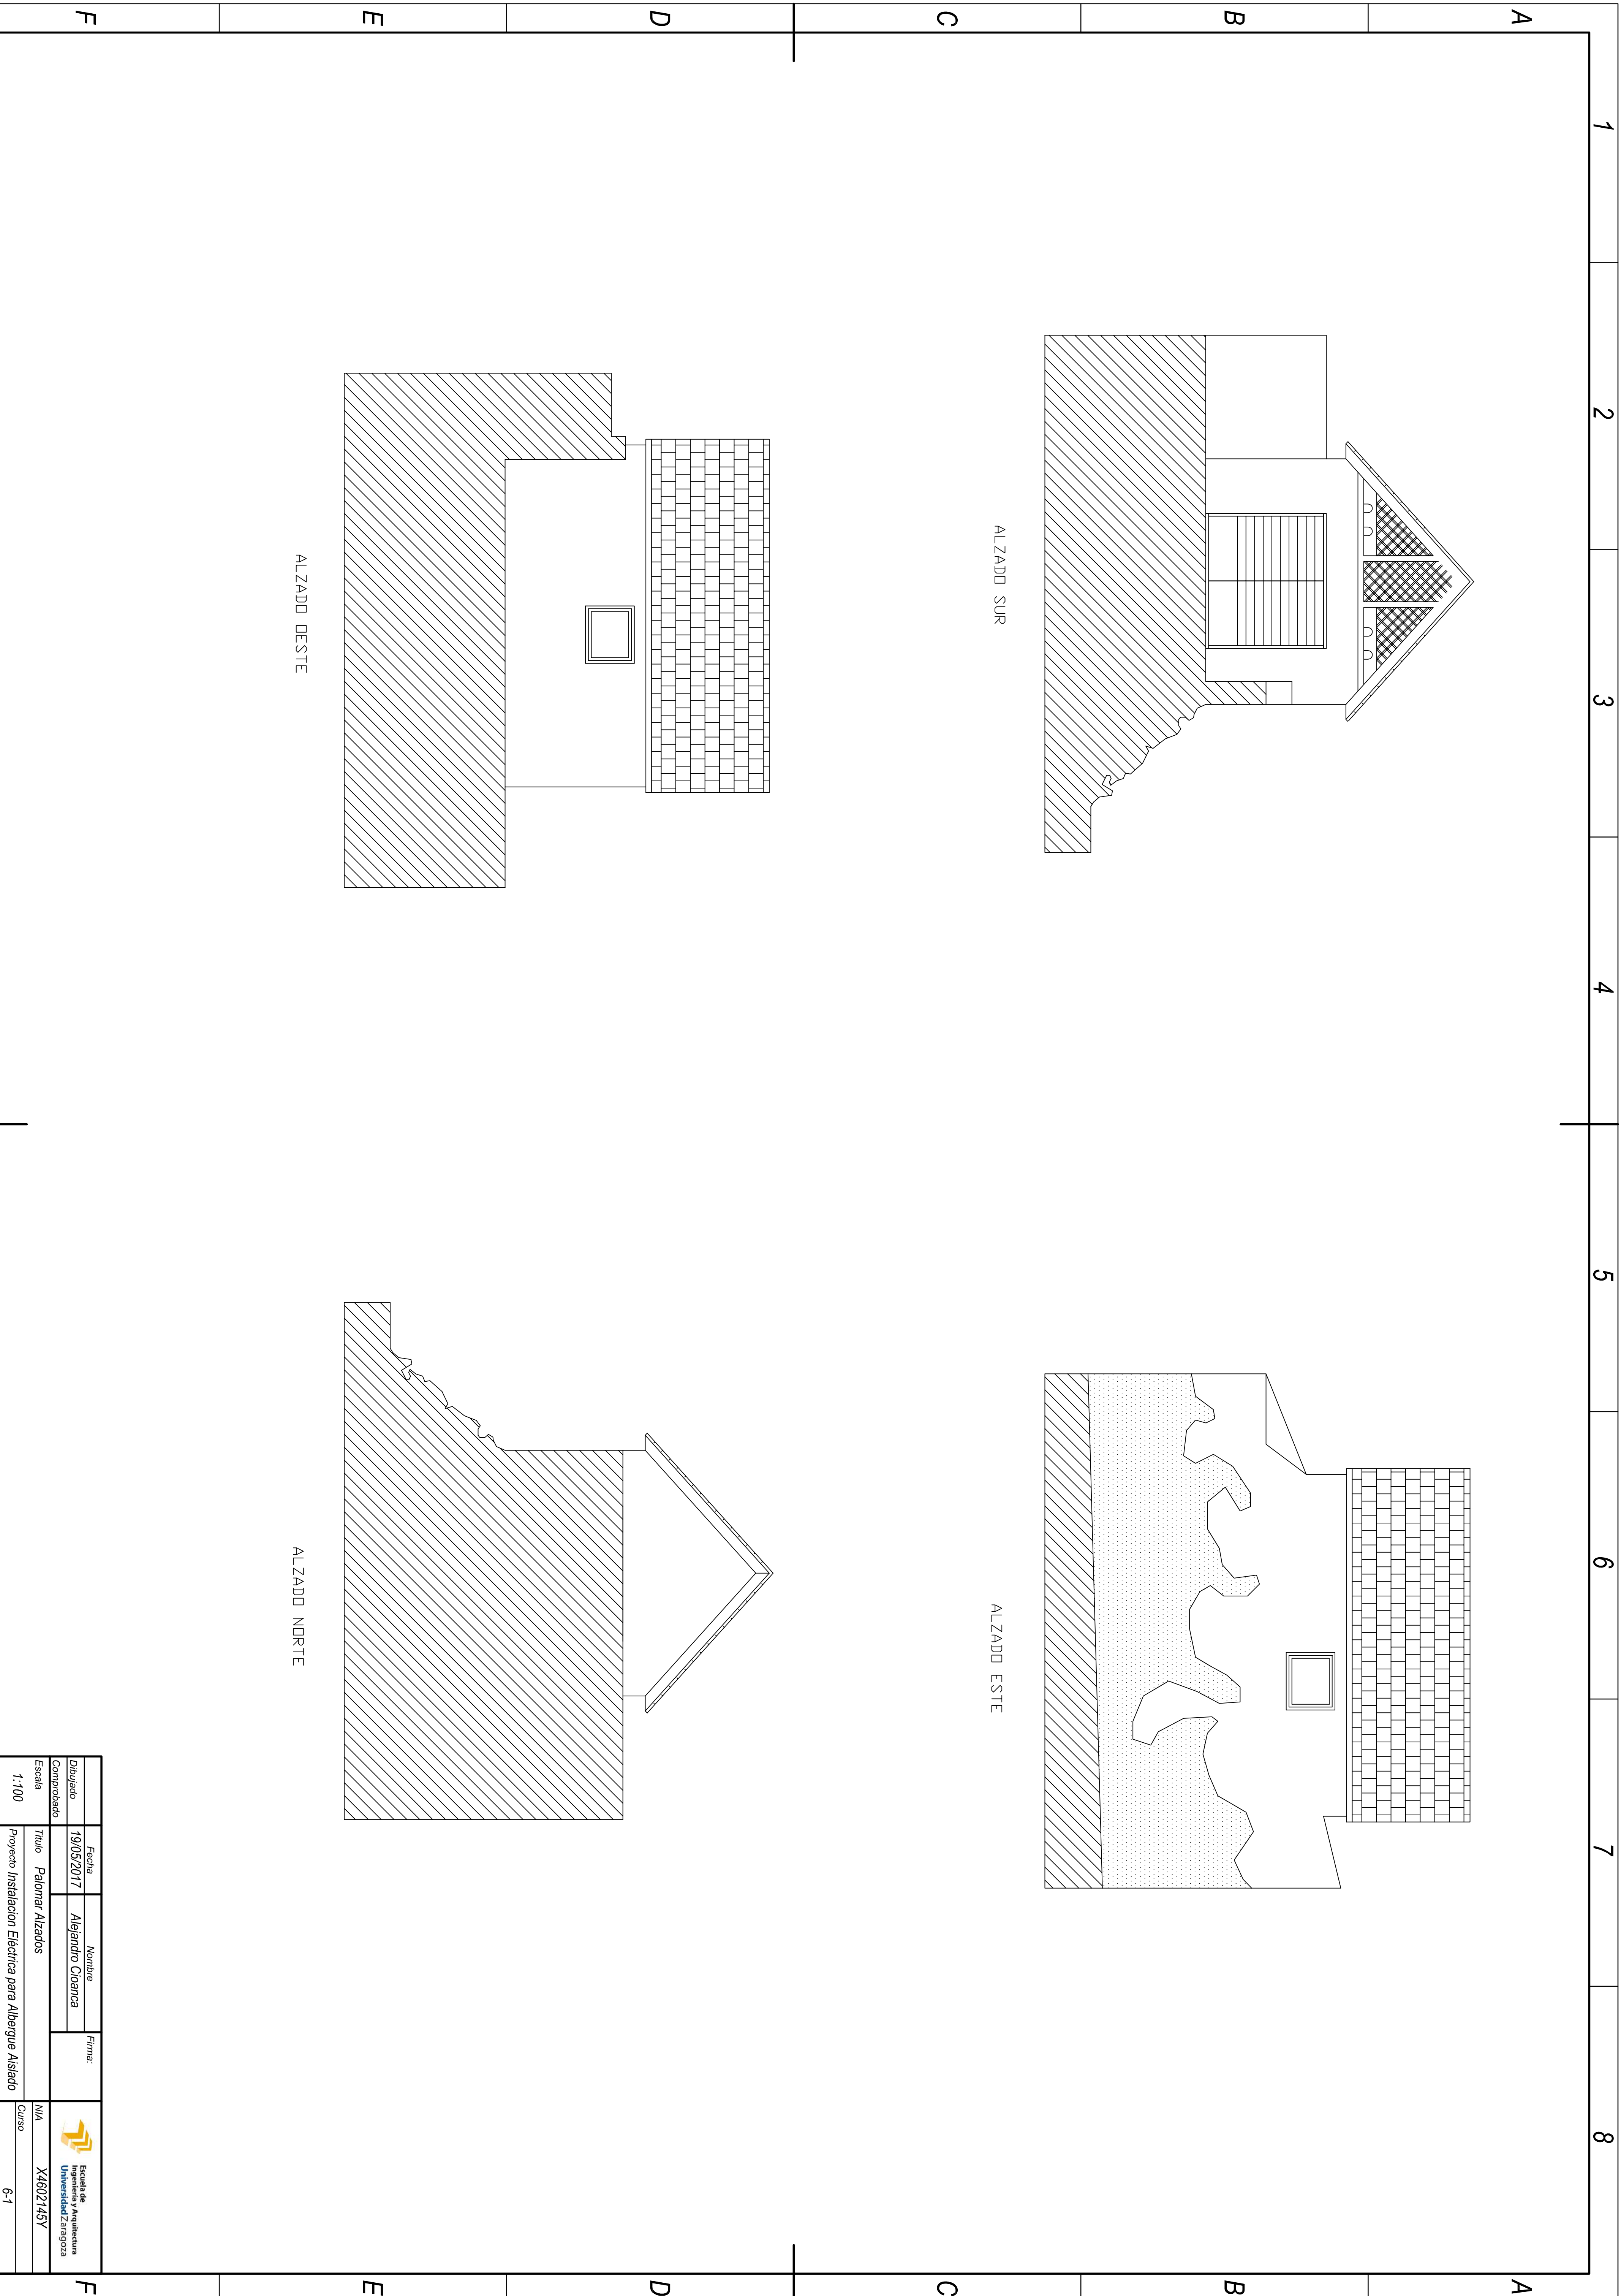 1 2 3 4 5 6 7 8
A A
B B
C C
D D
E E
F F
ALZADO SUR
ALZADO ESTE
ALZADO OESTE
ALZADO NORTE
Fecha Nombre Firma:
Dibujado 19/05/2017 Alejandro Cioanca
Comprobado
Escuela de
Ingeniería y Arquitectura
Universidad Zaragoza
Escala 1:100
Título Palomar Alzados
Proyecto Instalacion Eléctrica para Albergue Aislado
NIA X4602145Y
Curso 6-1